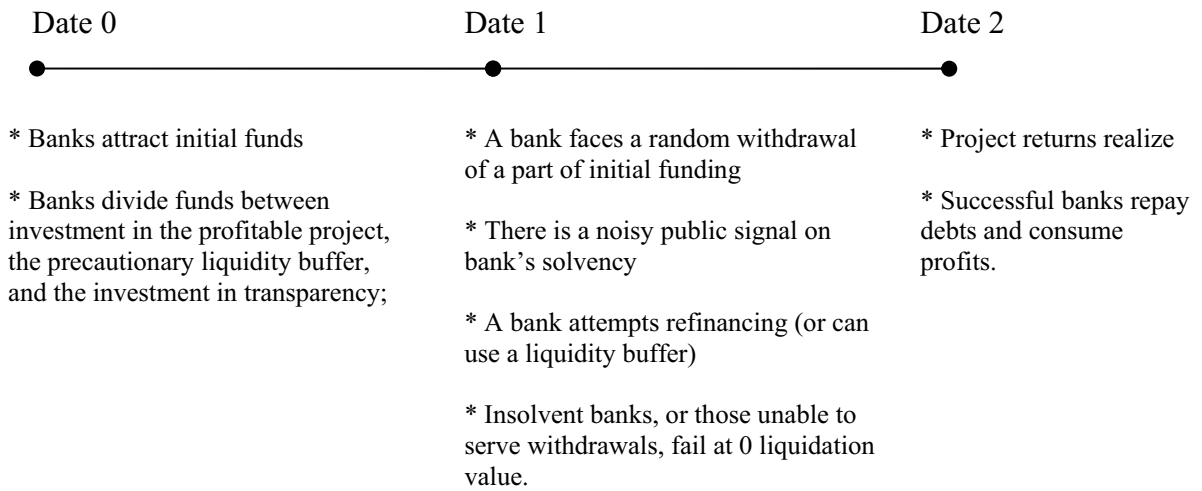 Date 0
Date 1
Date 2
* Banks attract initial funds
* Banks divide funds between
investment in the profitable project,
the precautionary liquidity buffer,
and the investment in transparency;
* A bank faces a random withdrawal
of a part of initial funding
* There is a noisy public signal on
bank's solvency
* A bank attempts refinancing (or can
use a liquidity buffer)
* Insolvent banks, or those unable to
serve withdrawals, fail at 0 liquidation
value.
* Project returns realize
* Successful banks repay
debts and consume
profits.